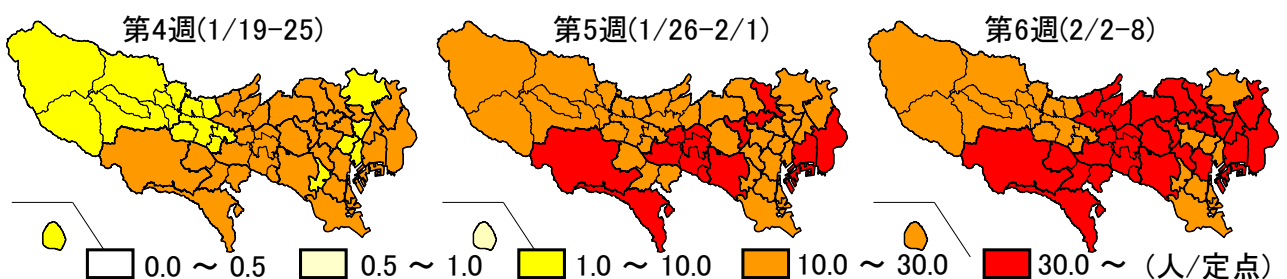 第4週(1/19-25)
第5週(1/26-2/1)
第6週(2/2-8)
0.0 ～ 0.5
0.5 ～ 1.0
1.0 ～ 10.0
10.0 ～ 30.0
30.0 ～ (人/定点)